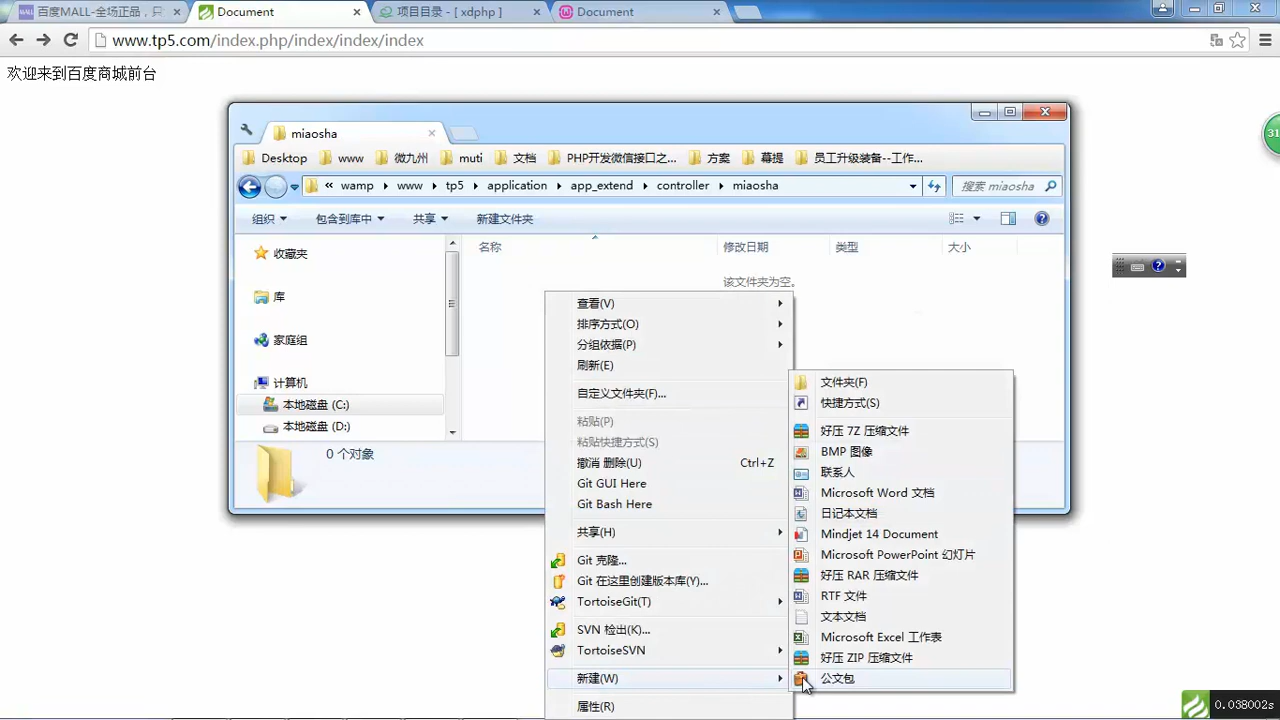 百度MALL-全场正品，只
Document
项目目录 - [ xdphp ]
Document
www.tp5.com/index.php/index/index/index
欢迎来到百度商城前台
31
miaosha
Desktop www 微九州 muti 文档 PHP开发微信接口之... 方案 幕提 员工升级装备--工作...
« wamp www tp5 application app_extend controller miaosha
搜索 miaosha
组织 包含到库中 共享 新建文件夹
名称 修改日期 类型 大小
该文件夹为空。
收藏夹
库
家庭组
计算机
本地磁盘 (C:)
本地磁盘 (D:)
0 个对象
查看(V)
排序方式(O)
分组依据(P)
刷新(E)
自定义文件夹(F)...
粘贴(P)
粘贴快捷方式(S)
撤消 删除(U) Ctrl+Z
Git GUI Here
Git Bash Here
共享(H)
Git 克隆...
Git 在这里创建版本库(Y)...
TortoiseGit(T)
SVN 检出(K)...
TortoiseSVN
新建(W)
属性(R)
文件夹(F)
快捷方式(S)
好压 7Z 压缩文件
BMP 图像
联系人
Microsoft Word 文档
日记本文档
Mindjet 14 Document
Microsoft PowerPoint 幻灯片
好压 RAR 压缩文件
RTF 文件
文本文档
Microsoft Excel 工作表
好压 ZIP 压缩文件
公文包
0.038002s